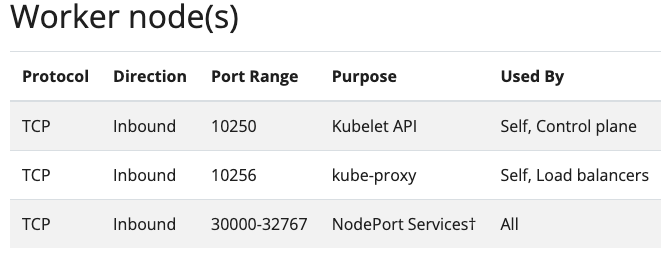 Worker node(s)
Protocol Direction Port Range Purpose Used By
TCP Inbound 10250 Kubelet API Self, Control plane
TCP Inbound 10256 kube-proxy Self, Load balancers
TCP Inbound 30000-32767 NodePort Services† All